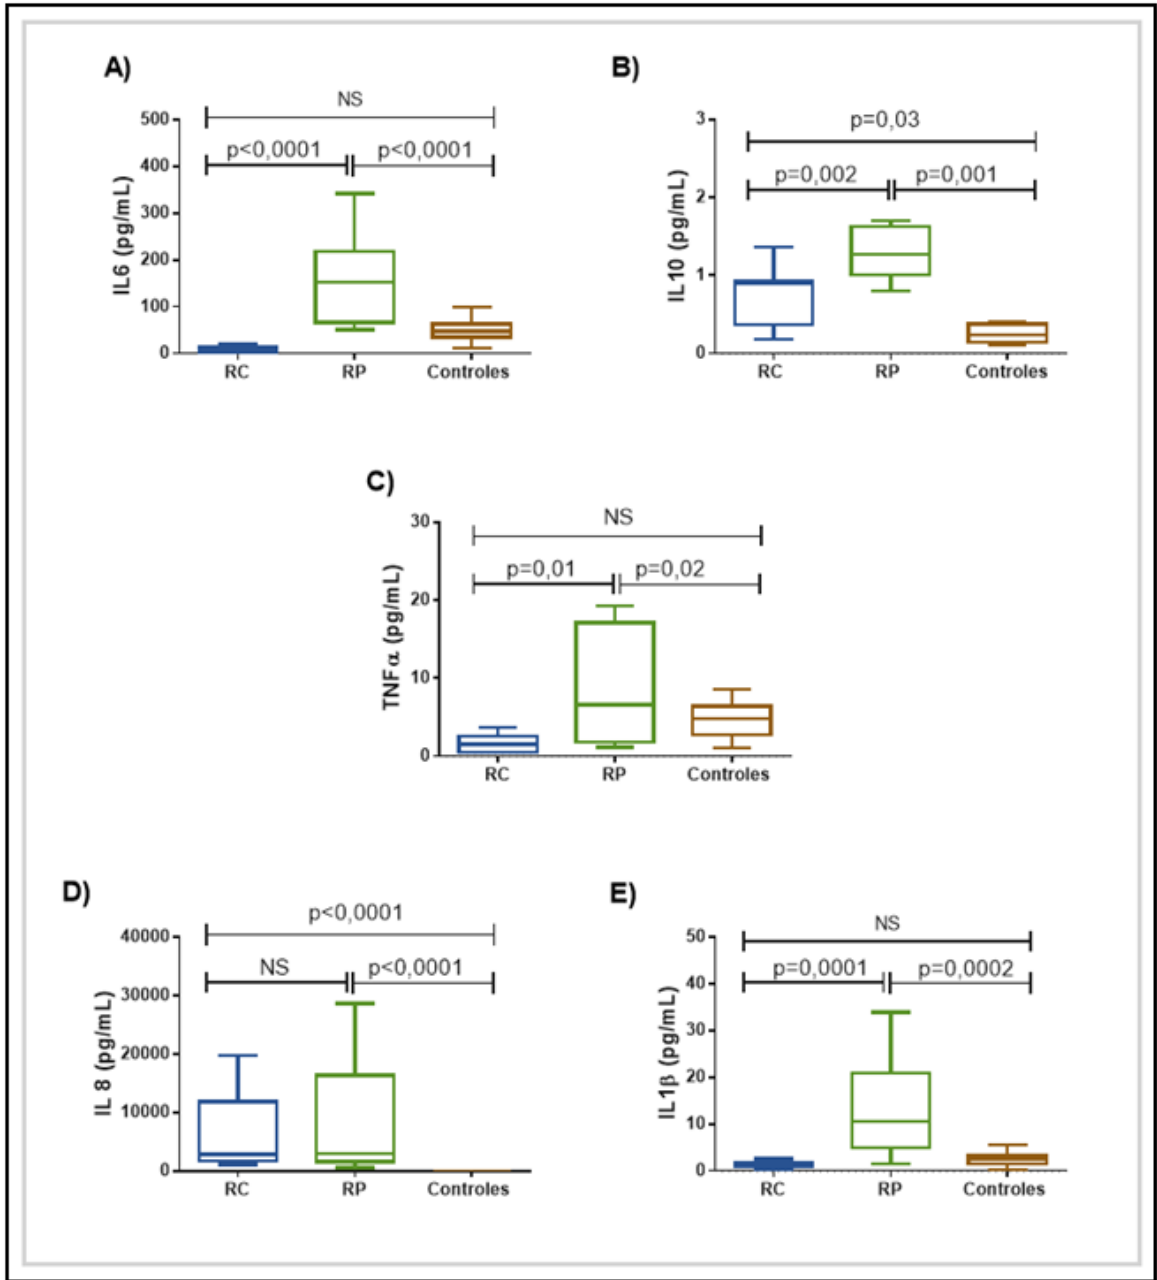 A)
NS
p<0,0001 p<0,0001
IL6 (pg/mL)
500
400
300
200
100
0
RC RP Controles
B)
p=0,03
p=0,002 p=0,001
IL10 (pg/mL)
3
2
1
0
RC RP Controles
C)
NS
p=0,01 p=0,02
TNFα (pg/mL)
30
20
10
0
RC RP Controles
D)
p<0,0001
NS p<0,0001
IL 8 (pg/mL)
40000
30000
20000
10000
0
RC RP Controles
E)
NS
p=0,0001 p=0,0002
IL1β (pg/mL)
50
40
30
20
10
0
RC RP Controles